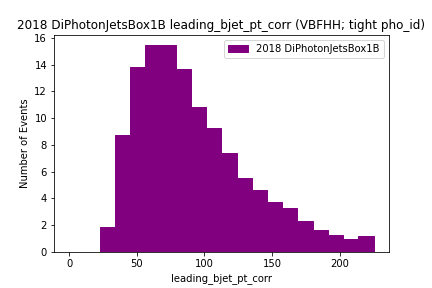 2018 DiPhotonJetsBox1B leading_bjet_pt_corr (VBFHH; tight pho_id)
2018 DiPhotonJetsBox1B
Number of Events
16
14
12
10
8
6
4
2
0
0 50 100 150 200
leading_bjet_pt_corr